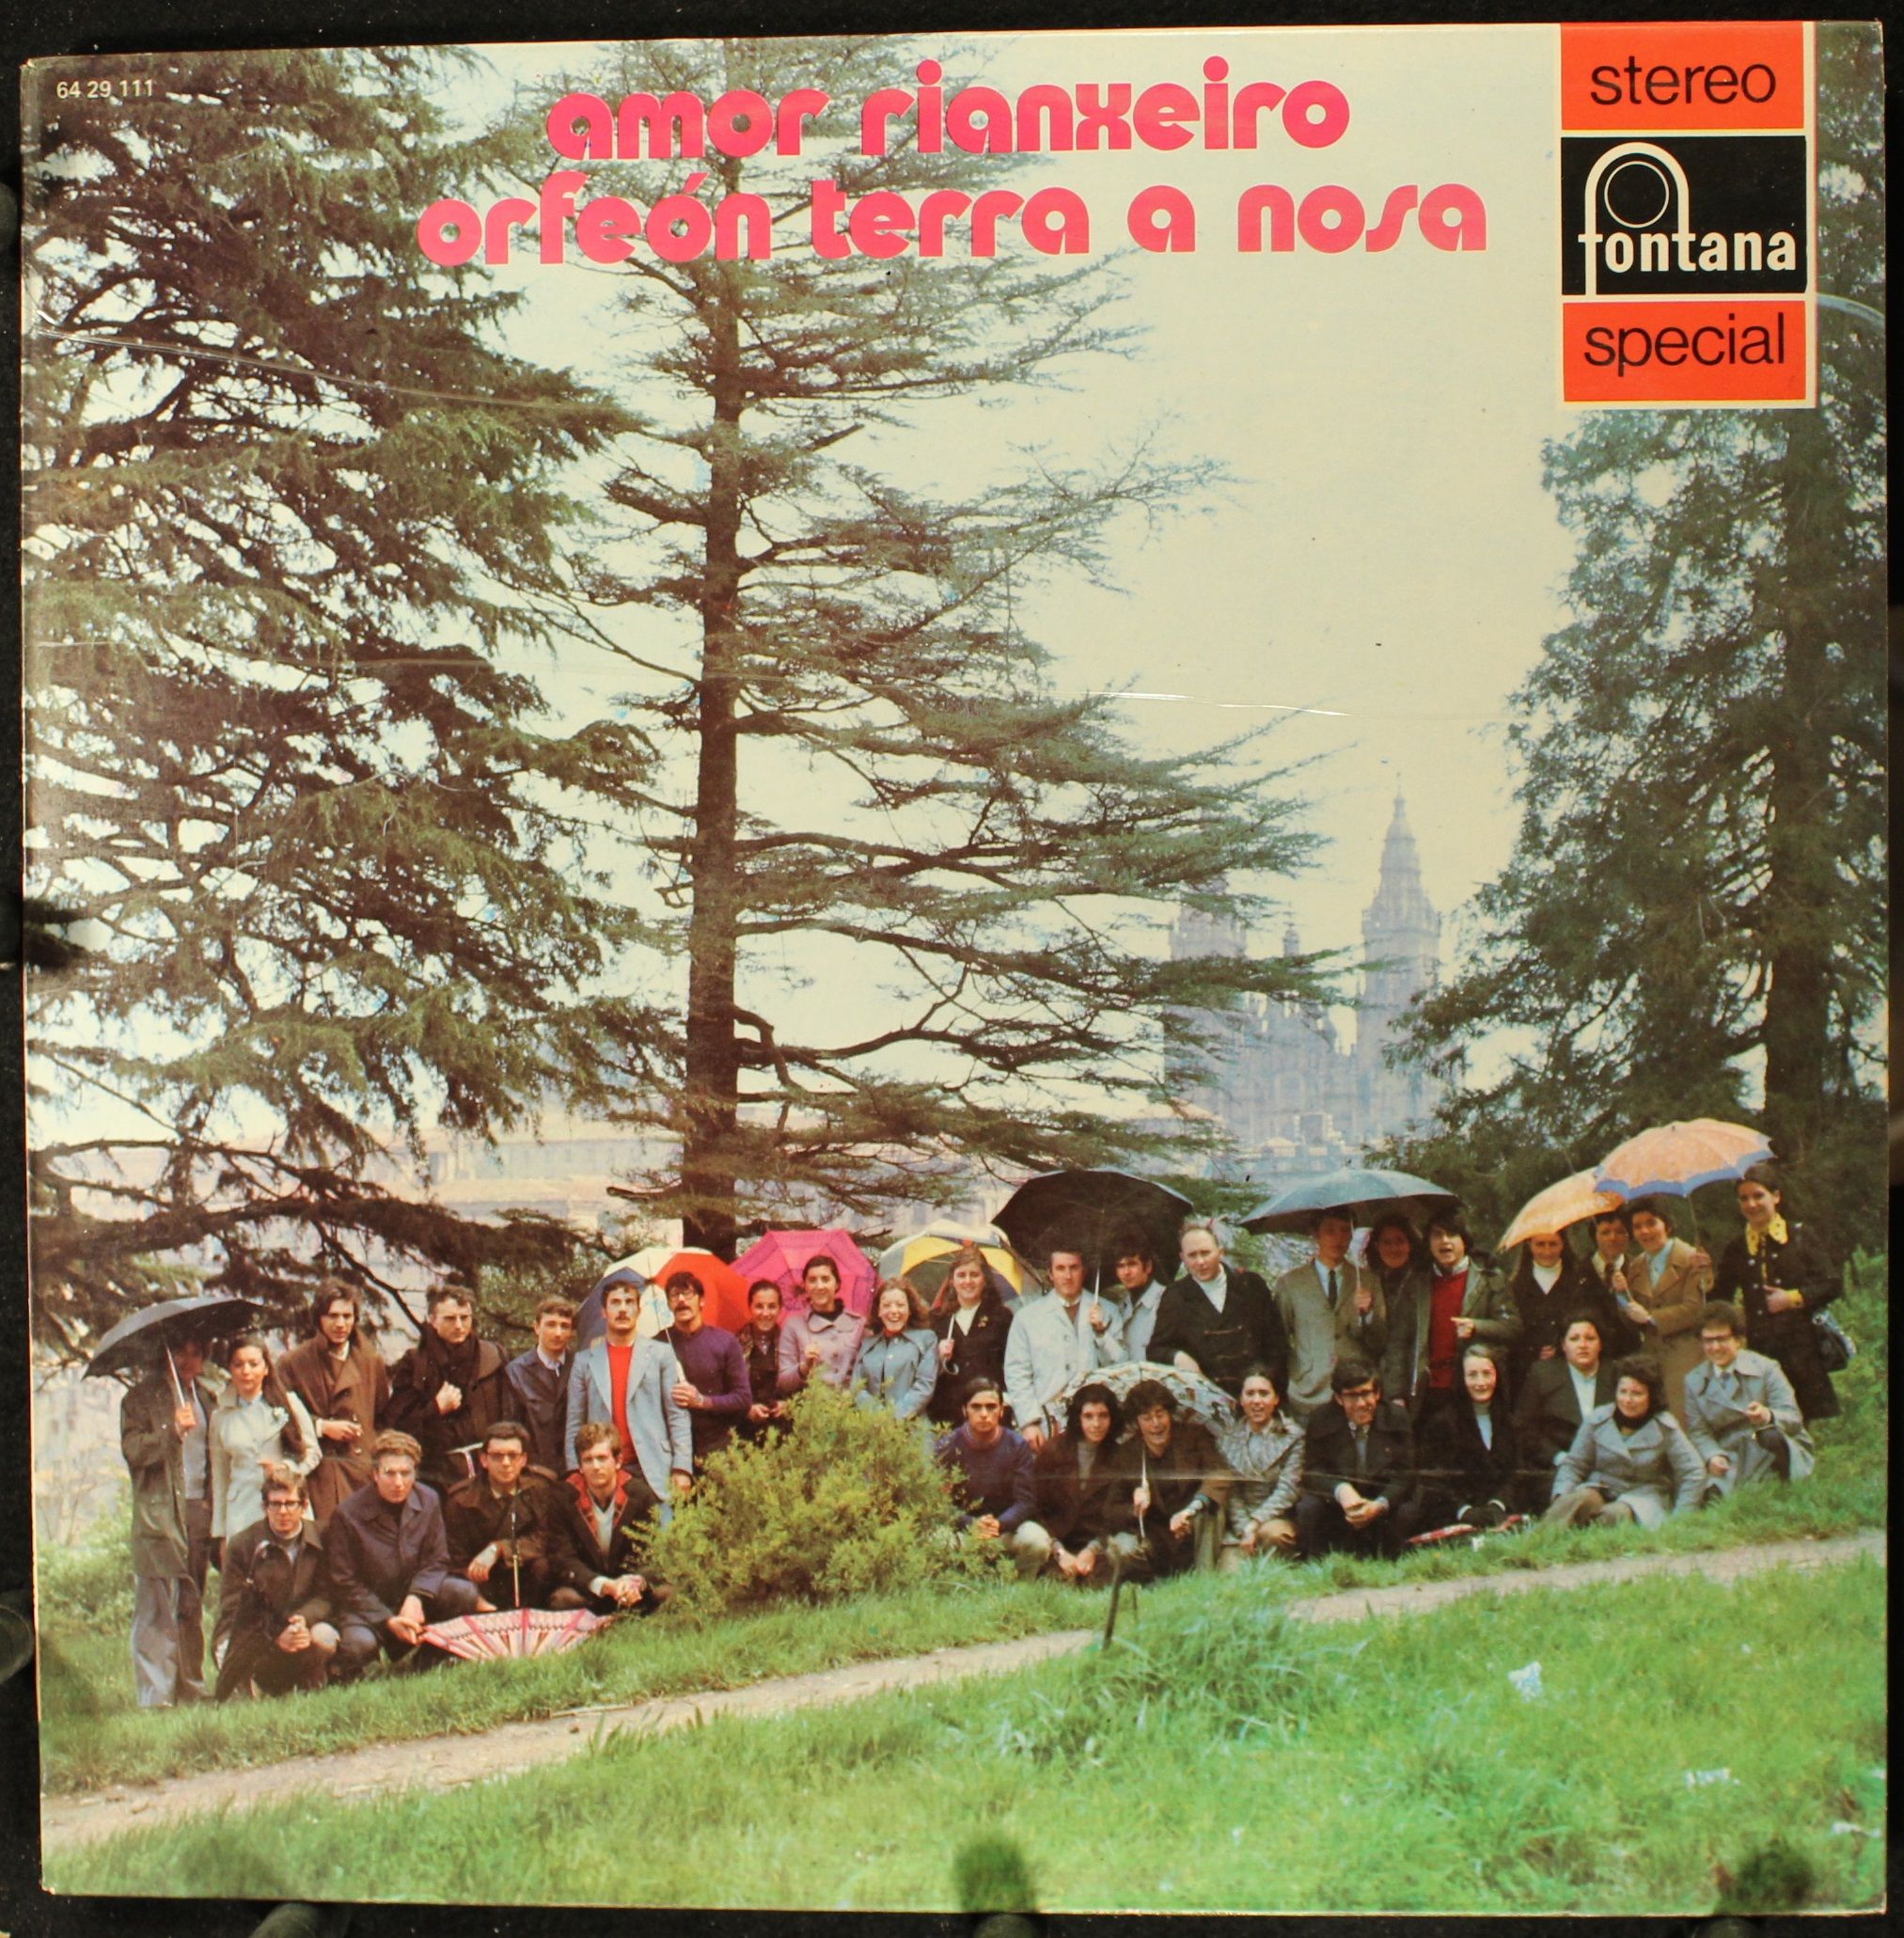 64 29 111
amor rianxeiro
orfeón terra a nosa
stereo
fontana
special